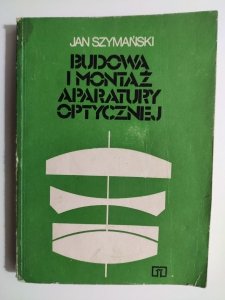 JAN SZYMAŃSKI
BUDOWA
I MONTAŻ
APARATURY
OPTYCZNEJ